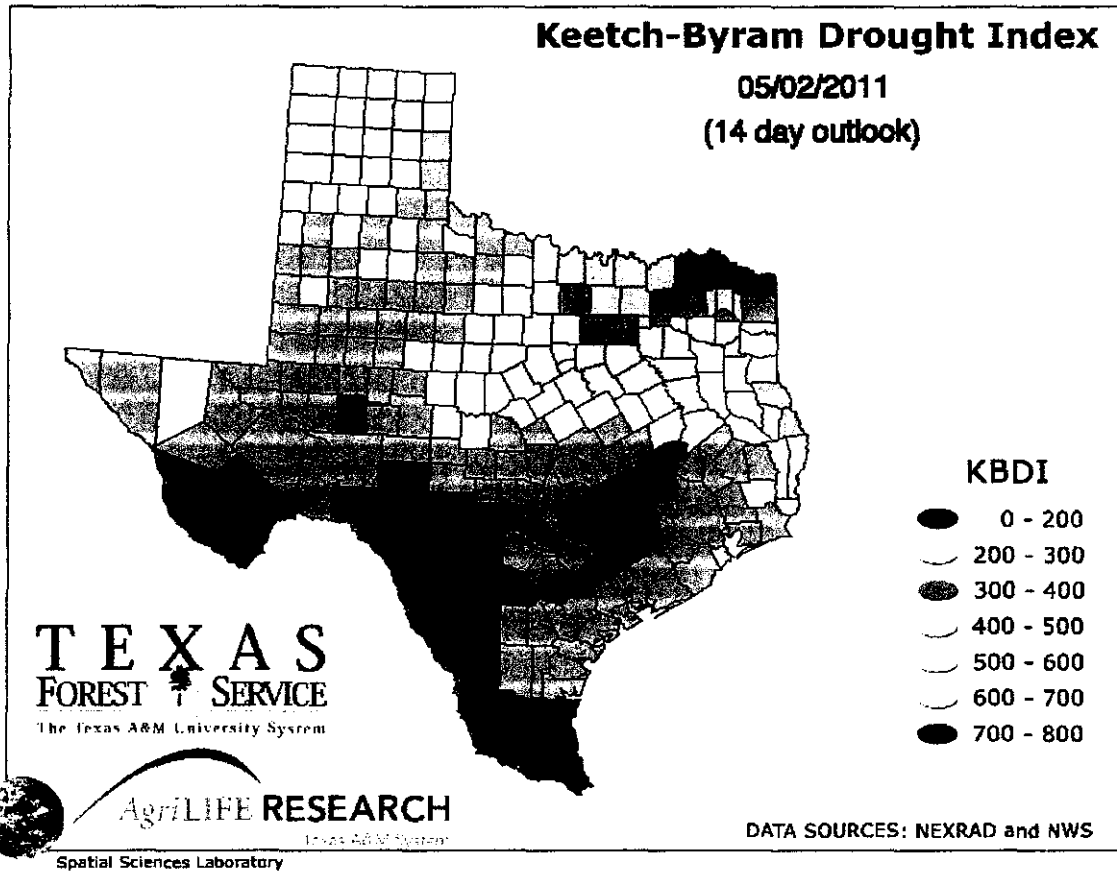 Keetch-Byram Drought Index
05/02/2011
(14 day outlook)
KBDI
0 - 200
200 - 300
300 - 400
400 - 500
500 - 600
600 - 700
700 - 800
TEXAS
FOREST SERVICE
The Texas A&M University System
AgriLIFE RESEARCH
Texas A&M System
Spatial Sciences Laboratory
DATA SOURCES: NEXRAD and NWS